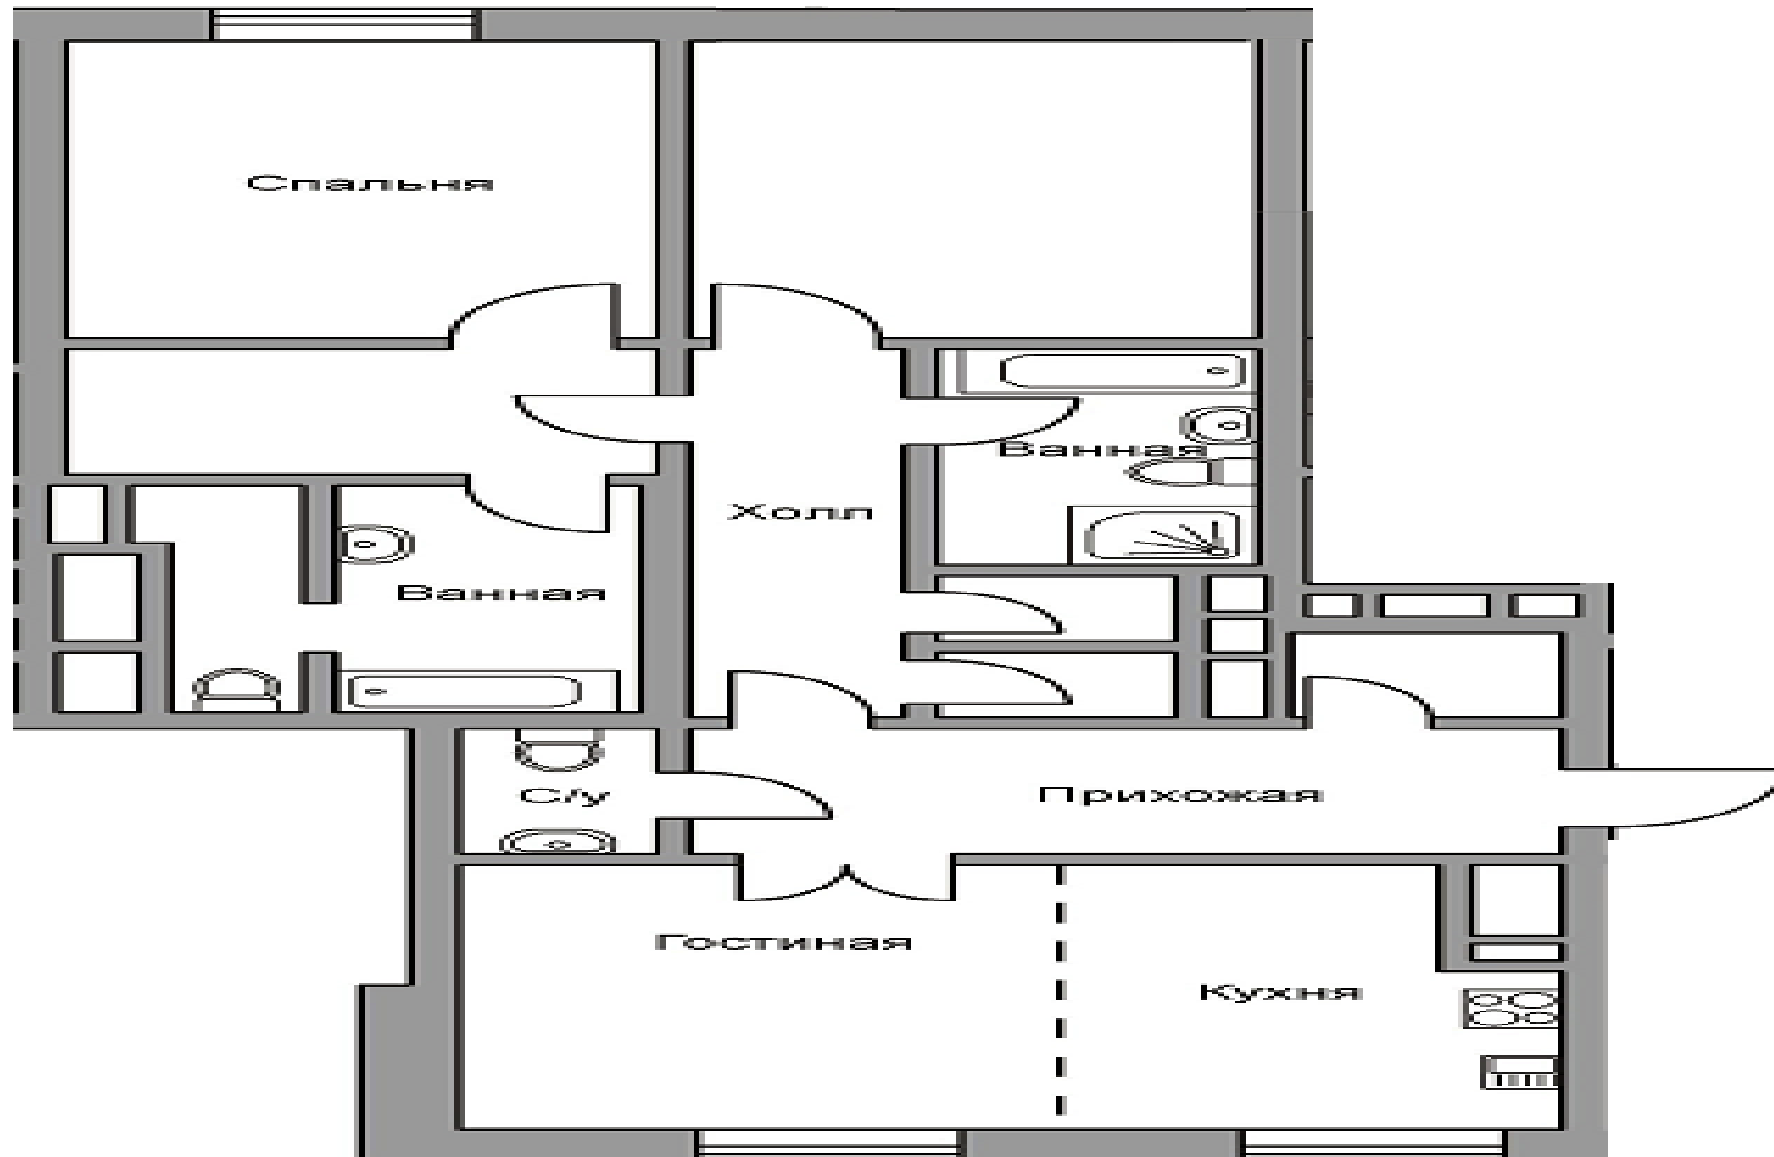 Спальня
Ванная
Холл
Ванная
С/у
Прихожая
Гостиная
Кухня